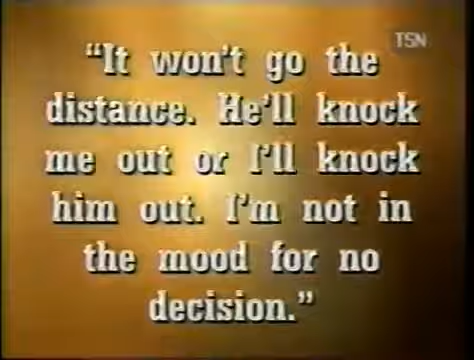 TSN
“It won't go the
distance. He'll knock
me out or I'll knock
him out. I'm not in
the mood for no
decision.”